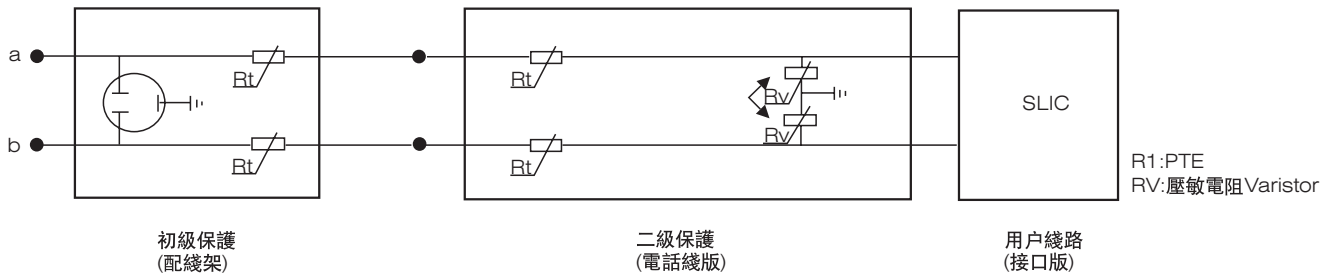 a
Rt
Rt
Rv
SLIC
Rv
b
Rt
Rt
R1:PTE
RV:壓敏電阻Varistor
初級保護
(配綫架)
二級保護
(電話綫版)
用户綫路
(接口版)